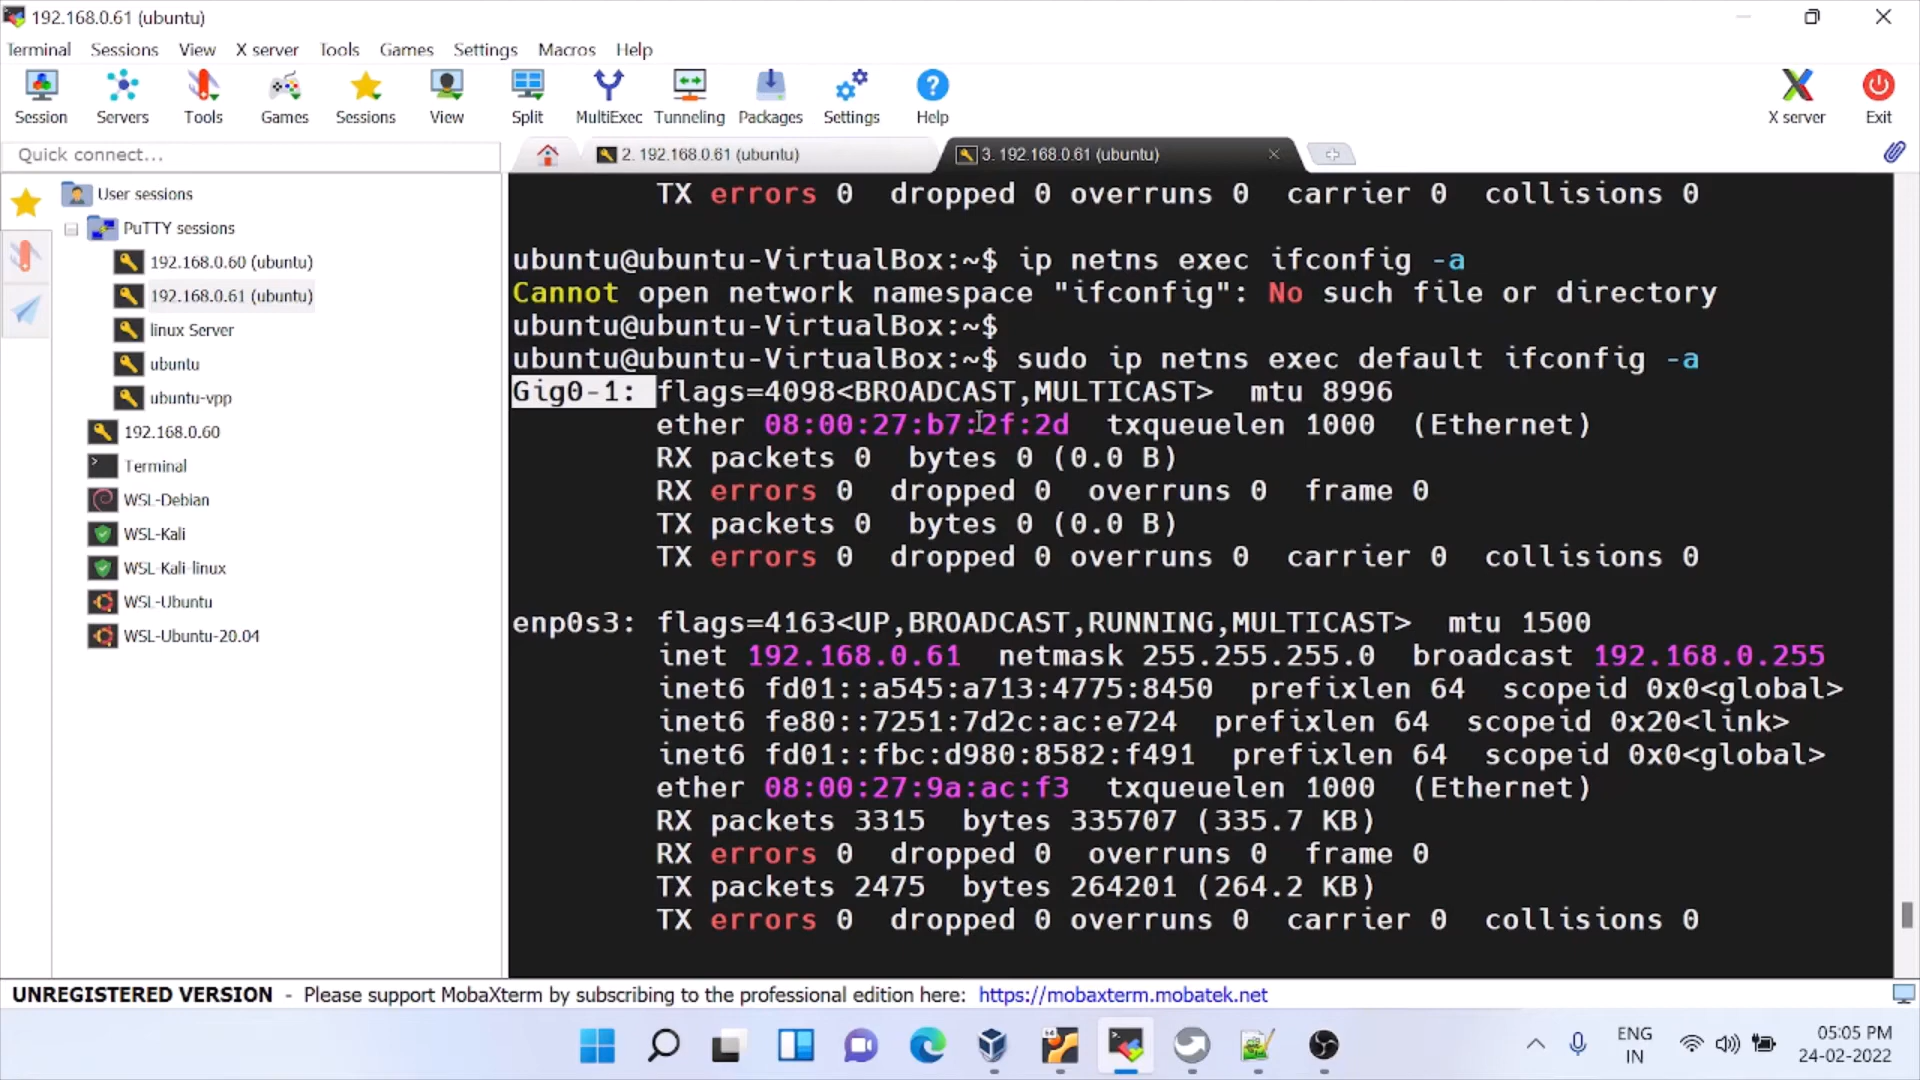 192.168.0.61 (ubuntu)
Terminal Sessions View X server Tools Games Settings Macros Help
Session Servers Tools Games Sessions View Split MultiExec Tunneling Packages Settings Help X server Exit
Quick connect...
2. 192.168.0.61 (ubuntu)
3. 192.168.0.61 (ubuntu)
User sessions
PuTTY sessions
192.168.0.60 (ubuntu)
192.168.0.61 (ubuntu)
linux Server
ubuntu
ubuntu-vpp
192.168.0.60
Terminal
WSL-Debian
WSL-Kali
WSL-Kali-linux
WSL-Ubuntu
WSL-Ubuntu-20.04
TX errors 0  dropped 0 overruns 0  carrier 0  collisions 0
ubuntu@ubuntu-VirtualBox:~$ ip netns exec ifconfig -a
Cannot open network namespace "ifconfig": No such file or directory
ubuntu@ubuntu-VirtualBox:~$
ubuntu@ubuntu-VirtualBox:~$ sudo ip netns exec default ifconfig -a
Gig0-1: flags=4098<BROADCAST,MULTICAST>  mtu 8996
ether 08:00:27:b7:2f:2d  txqueuelen 1000  (Ethernet)
RX packets 0  bytes 0 (0.0 B)
RX errors 0  dropped 0  overruns 0  frame 0
TX packets 0  bytes 0 (0.0 B)
TX errors 0  dropped 0 overruns 0  carrier 0  collisions 0
enp0s3: flags=4163<UP,BROADCAST,RUNNING,MULTICAST>  mtu 1500
inet 192.168.0.61  netmask 255.255.255.0  broadcast 192.168.0.255
inet6 fd01::a545:a713:4775:8450  prefixlen 64  scopeid 0x0<global>
inet6 fe80::7251:7d2c:ac:e724  prefixlen 64  scopeid 0x20<link>
inet6 fd01::fbc:d980:8582:f491  prefixlen 64  scopeid 0x0<global>
ether 08:00:27:9a:ac:f3  txqueuelen 1000  (Ethernet)
RX packets 3315  bytes 335707 (335.7 KB)
RX errors 0  dropped 0  overruns 0  frame 0
TX packets 2475  bytes 264201 (264.2 KB)
TX errors 0  dropped 0 overruns 0  carrier 0  collisions 0
UNREGISTERED VERSION - Please support MobaXterm by subscribing to the professional edition here: https://mobaxterm.mobatek.net
ENG
IN
05:05 PM
24-02-2022